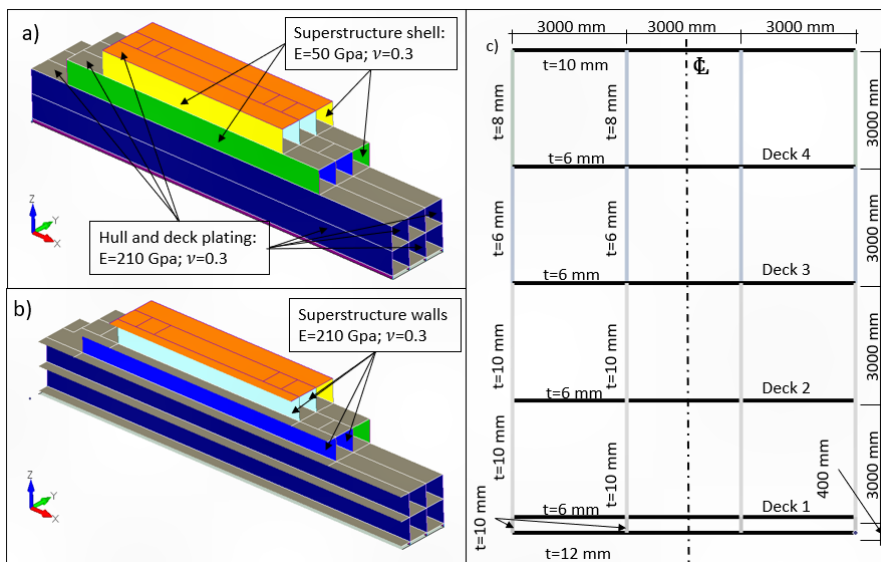 a)
Superstructure shell:
E=50 Gpa; ν=0.3
Hull and deck plating:
E=210 Gpa; ν=0.3
Z
Y
X
b)
Superstructure walls
E=210 Gpa; ν=0.3
Z
Y
X
c)
3000 mm
3000 mm
3000 mm
t=10 mm
℄
t=8 mm
t=8 mm
3000 mm
t=6 mm
Deck 4
t=6 mm
t=6 mm
3000 mm
t=6 mm
Deck 3
t=10 mm
t=10 mm
3000 mm
t=6 mm
Deck 2
t=10 mm
t=10 mm
3000 mm
400 mm
t=6 mm
Deck 1
t=10 mm
t=12 mm